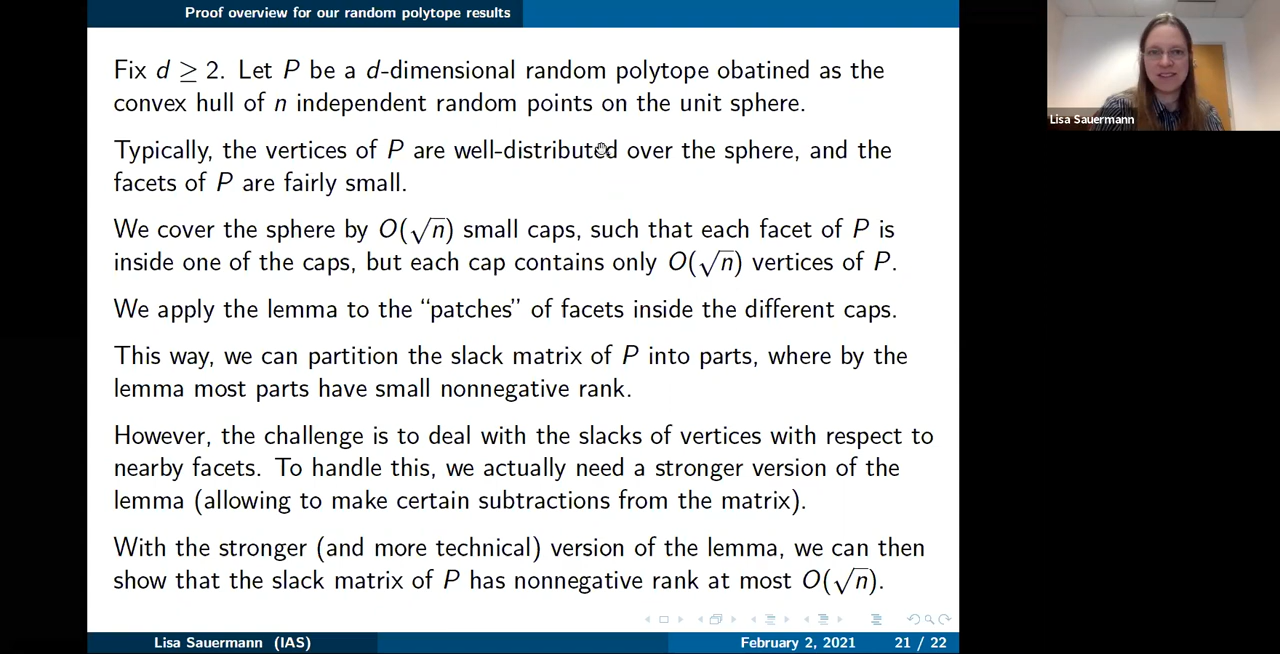 Proof overview for our random polytope results
Fix d ≥ 2. Let P be a d-dimensional random polytope obatined as the
convex hull of n independent random points on the unit sphere.
Typically, the vertices of P are well-distributed over the sphere, and the
facets of P are fairly small.
We cover the sphere by O(√n) small caps, such that each facet of P is
inside one of the caps, but each cap contains only O(√n) vertices of P.
We apply the lemma to the “patches” of facets inside the different caps.
This way, we can partition the slack matrix of P into parts, where by the
lemma most parts have small nonnegative rank.
However, the challenge is to deal with the slacks of vertices with respect to
nearby facets. To handle this, we actually need a stronger version of the
lemma (allowing to make certain subtractions from the matrix).
With the stronger (and more technical) version of the lemma, we can then
show that the slack matrix of P has nonnegative rank at most O(√n).
Lisa Sauermann (IAS)
February 2, 2021
21 / 22
Lisa Sauermann